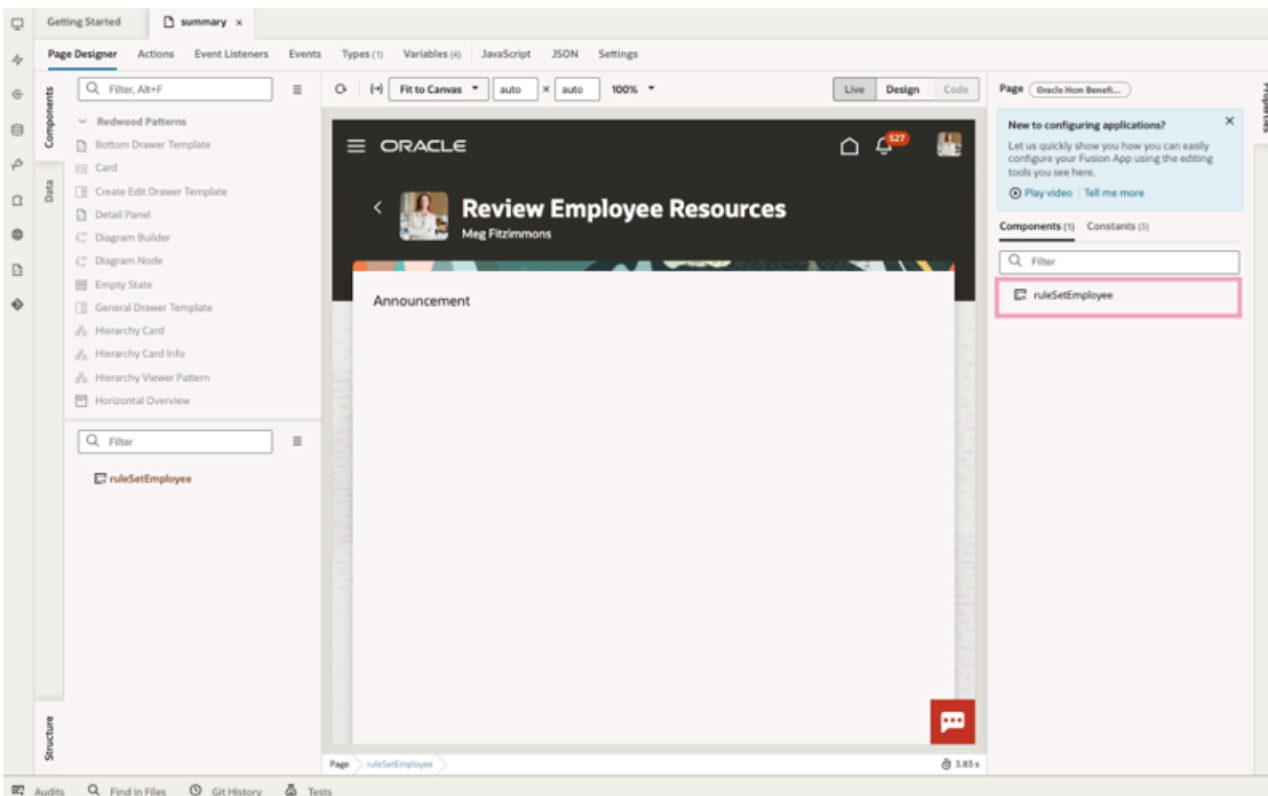 Getting Started
summary ×
Page Designer Actions Event Listeners Events Types (1) Variables (4) JavaScript JSON Settings
Components
Data
Structure
Filter, Alt+F
Redwood Patterns
Bottom Drawer Template
Card
Create Edit Drawer Template
Detail Panel
Diagram Builder
Diagram Node
Empty State
General Drawer Template
Hierarchy Card
Hierarchy Card Info
Hierarchy Viewer Pattern
Horizontal Overview
Filter
ruleSetEmployee
Fit to Canvas auto × auto 100%
Live Design Code
ORACLE
527
Review Employee Resources
Meg Fitzimmons
Announcement
Page ruleSetEmployee
3.83 s
Page Oracle Hcm Benefi...
Properties
New to configuring applications? ×
Let us quickly show you how you can easily
configure your Fusion App using the editing
tools you see here.
Play video Tell me more
Components (1) Constants (3)
Filter
ruleSetEmployee
Audits Find in Files Git History Tests